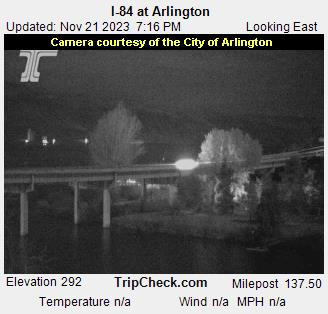 I-84 at Arlington
Updated: Nov 21 2023 7:16 PM Looking East
Camera courtesy of the City of Arlington
Elevation 292 TripCheck.com Milepost 137.50
Temperature n/a Wind n/a MPH n/a